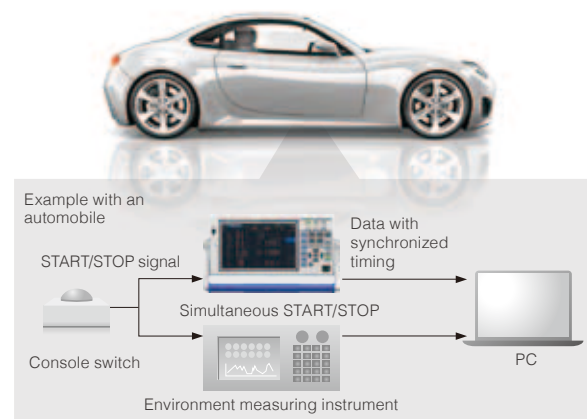 Example with an
automobile
START/STOP signal
Data with
synchronized
timing
Simultaneous START/STOP
Console switch
PC
Environment measuring instrument